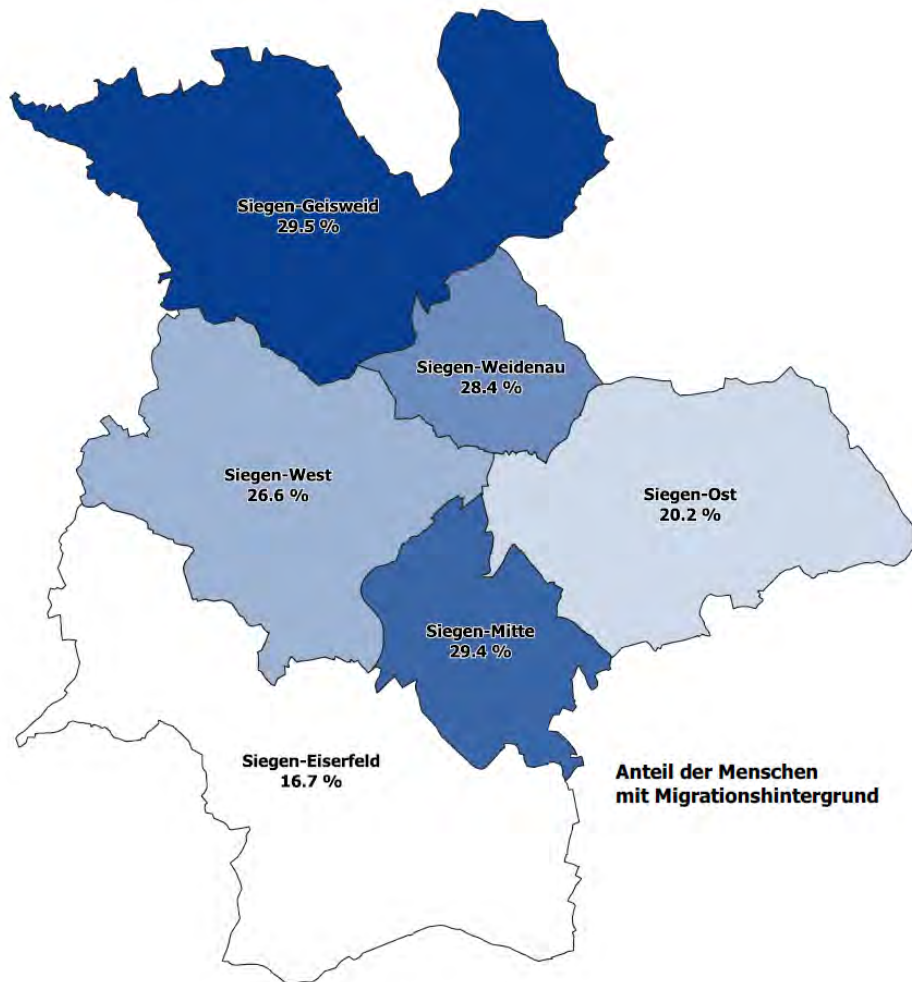 Siegen-Geisweid
29.5 %
Siegen-Weidenau
28.4 %
Siegen-West
26.6 %
Siegen-Ost
20.2 %
Siegen-Mitte
29.4 %
Siegen-Eiserfeld
16.7 %
Anteil der Menschen
mit Migrationshintergrund